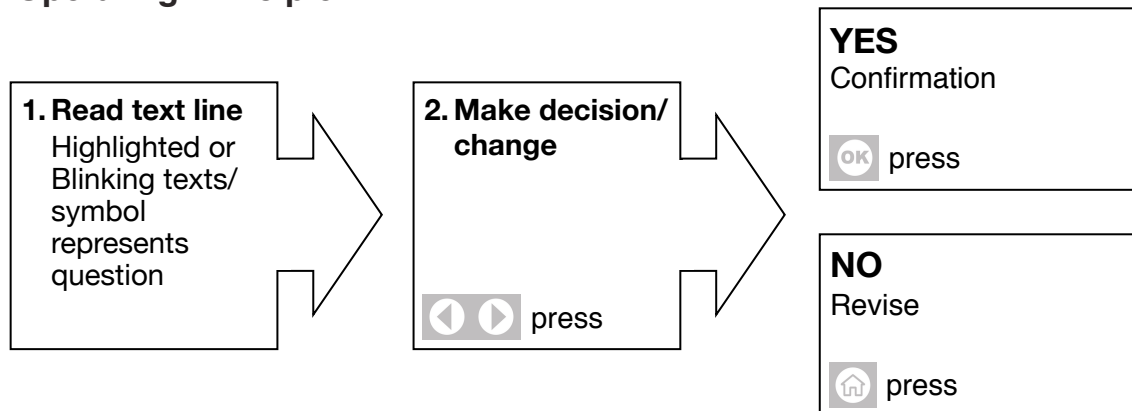 1. Read text line
Highlighted or
Blinking texts/
symbol
represents
question
2. Make decision/
change
press
YES
Confirmation
OK press
NO
Revise
press